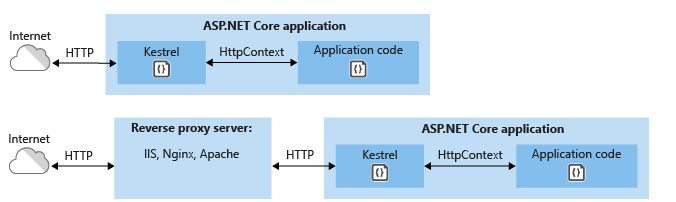 ASP.NET Core application
Internet
HTTP
Kestrel
{}
HttpContext
Application code
{}
Reverse proxy server:
IIS, Nginx, Apache
ASP.NET Core application
Internet
HTTP
HTTP
Kestrel
{}
HttpContext
Application code
{}